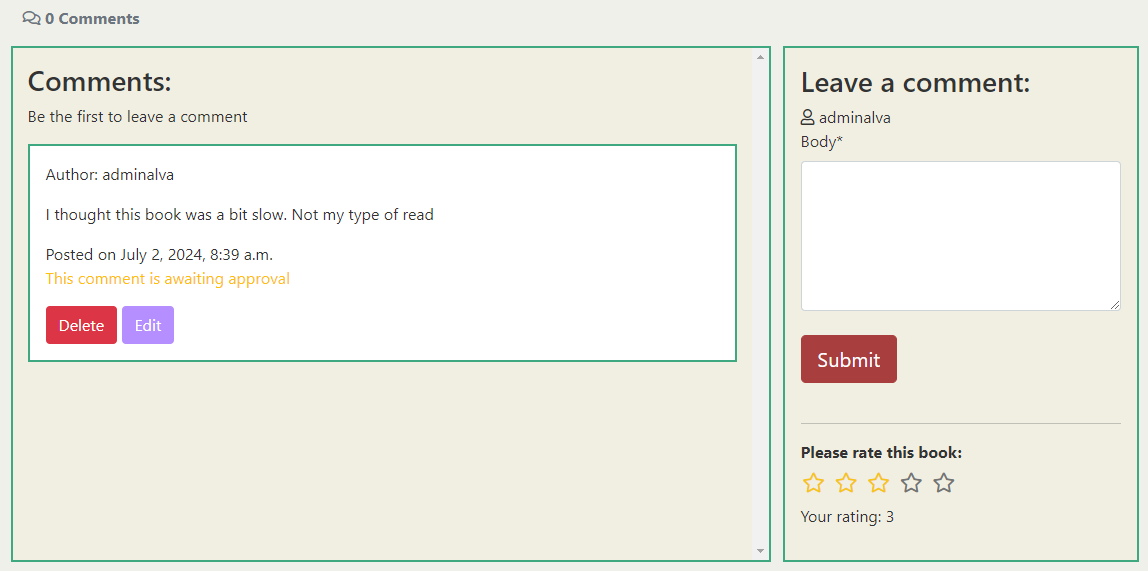 0 Comments
Comments:
Be the first to leave a comment
Author: adminalva
I thought this book was a bit slow. Not my type of read
Posted on July 2, 2024, 8:39 a.m.
This comment is awaiting approval
Delete Edit
Leave a comment:
adminalva
Body*
Submit
Please rate this book:
Your rating: 3